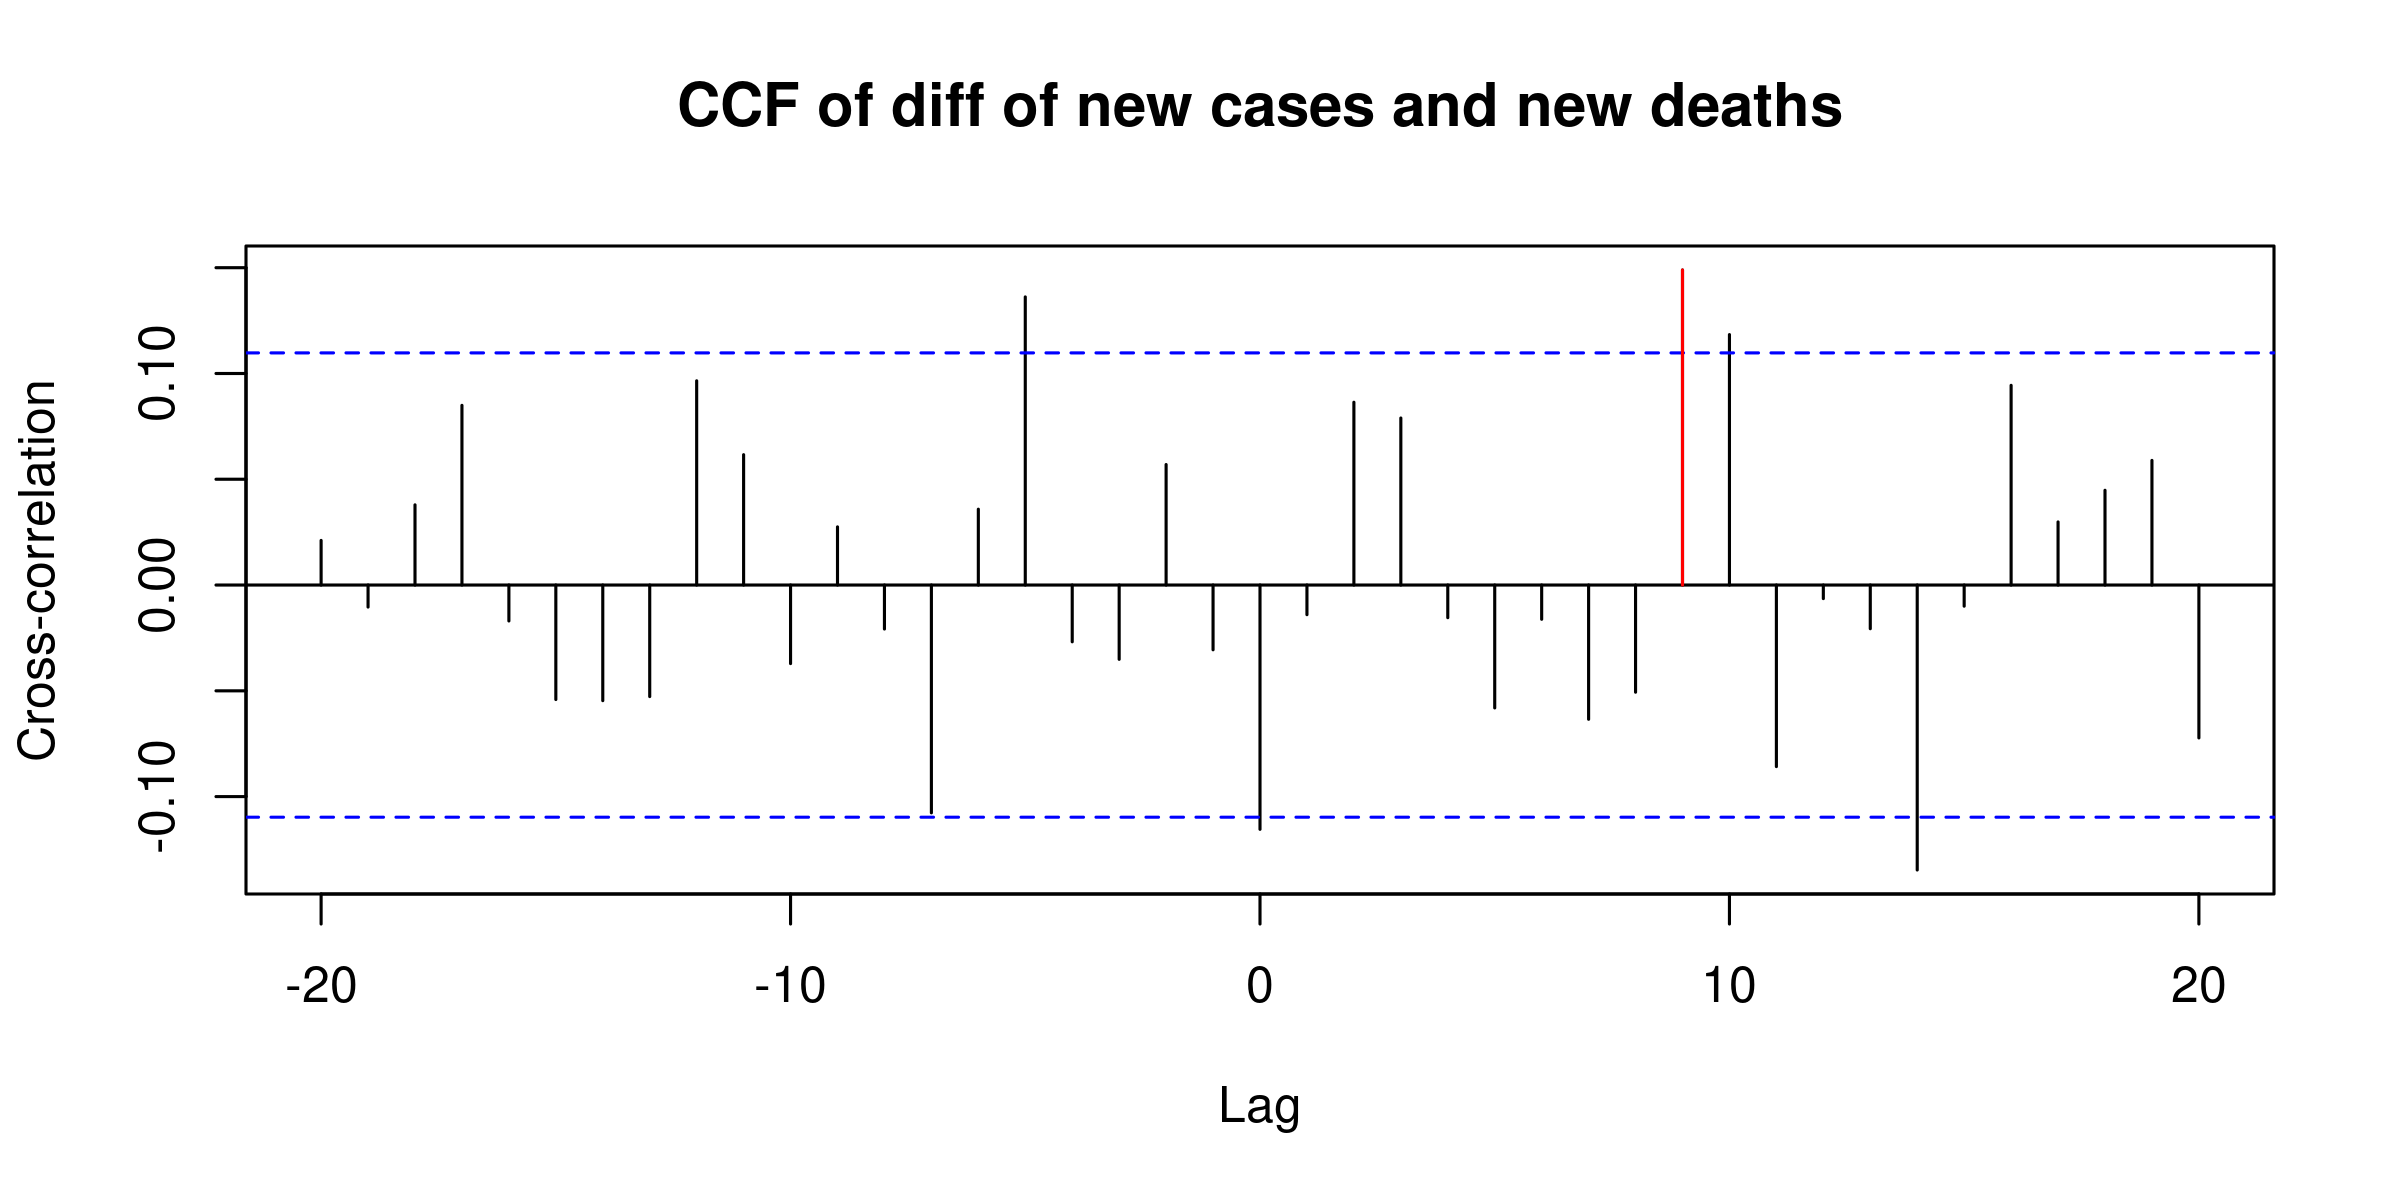 CCF of diff of new cases and new deaths
Cross-correlation
0.10
0.00
-0.10
-20 -10 0 10 20
Lag